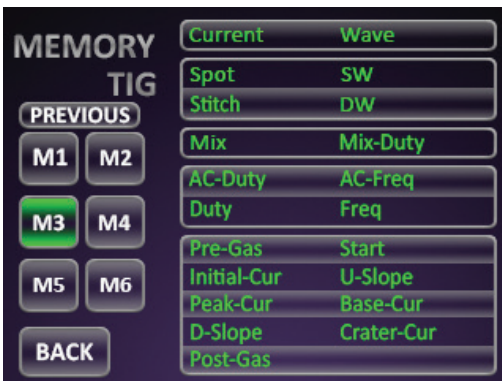 MEMORY
TIG
PREVIOUS
M1 M2
M3 M4
M5 M6
BACK
Current Wave
Spot SW
Stitch DW
Mix Mix-Duty
AC-Duty AC-Freq
Duty Freq
Pre-Gas Start
Initial-Cur U-Slope
Peak-Cur Base-Cur
D-Slope Crater-Cur
Post-Gas